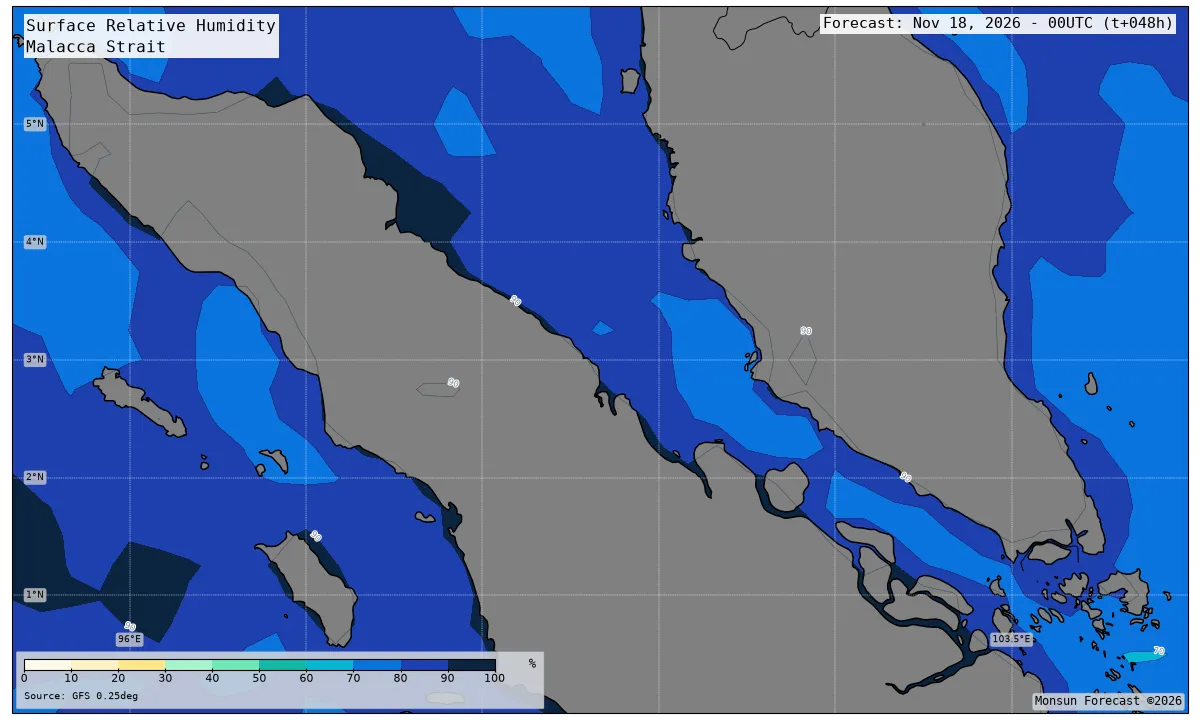 Surface Relative Humidity
Malacca Strait
Forecast: Nov 18, 2026 - 00UTC (t+048h)
5°N
4°N
90
90
3°N
90
2°N
90
90
1°N
90
96°E
103.5°E
70
%
0 10 20 30 40 50 60 70 80 90 100
Source: GFS 0.25deg
Monsun Forecast ©2026